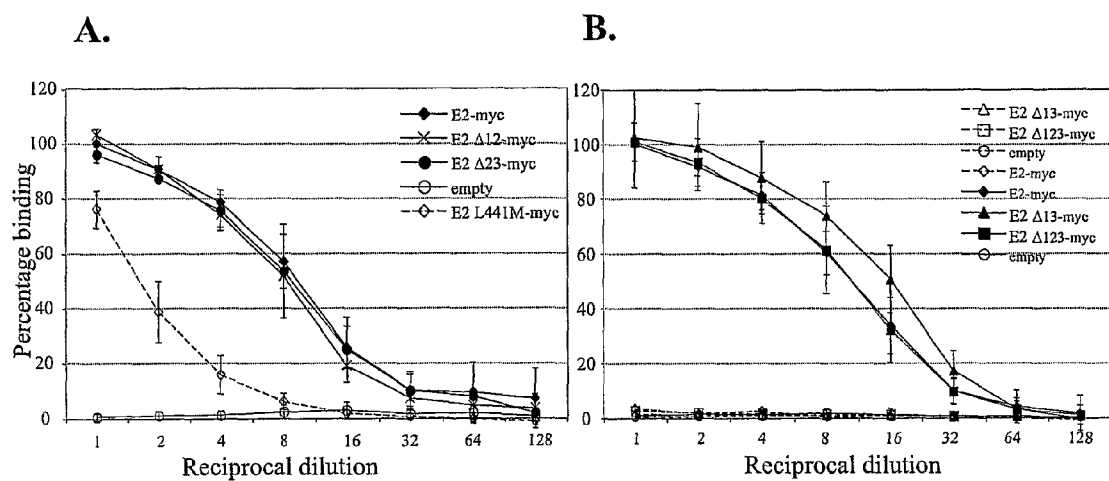 A.
120
100
80
60
40
20
0
Percentage binding
1 2 4 8 16 32 64 128
Reciprocal dilution
E2-myc
E2 Δ12-myc
E2 Δ23-myc
empty
E2 L441M-myc
B.
120
100
80
60
40
20
0
1 2 4 8 16 32 64 128
Reciprocal dilution
E2 Δ13-myc
E2 Δ123-myc
empty
E2-myc
E2-myc
E2 Δ13-myc
E2 Δ123-myc
empty